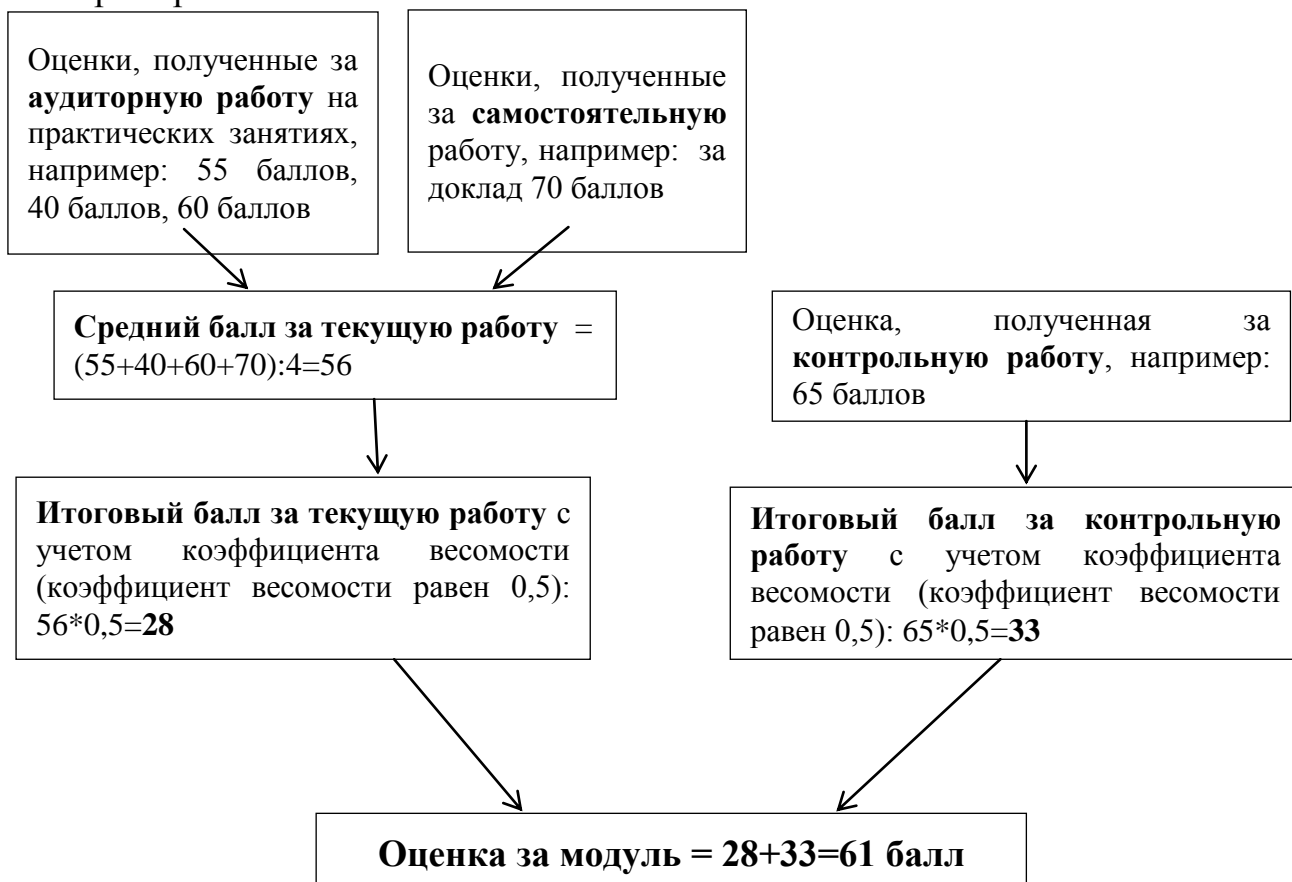 Оценки, полученные за
аудиторную работу на
практических занятиях,
например: 55 баллов,
40 баллов, 60 баллов
Оценки, полученные
за самостоятельную
работу, например: за
доклад 70 баллов
Средний балл за текущую работу =
(55+40+60+70):4=56
Оценка, полученная за
контрольную работу, например:
65 баллов
Итоговый балл за текущую работу с
учетом коэффициента весомости
(коэффициент весомости равен 0,5):
56*0,5=28
Итоговый балл за контрольную
работу с учетом коэффициента
весомости (коэффициент весомости
равен 0,5): 65*0,5=33
Оценка за модуль = 28+33=61 балл